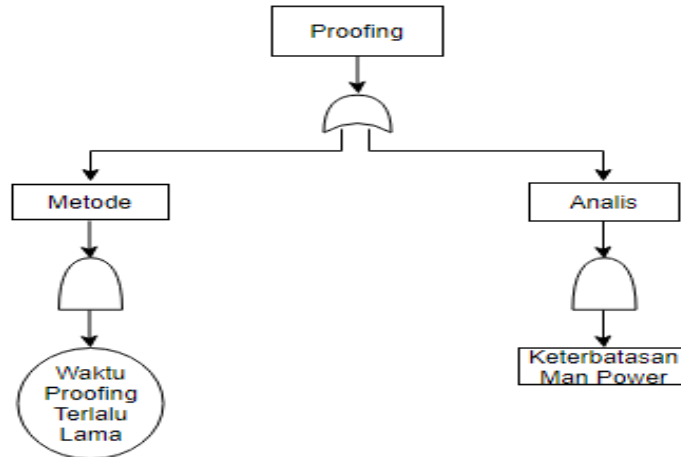 Proofing
Metode
Analis
Waktu
Proofing
Terlalu
Lama
Keterbatasan
Man Power